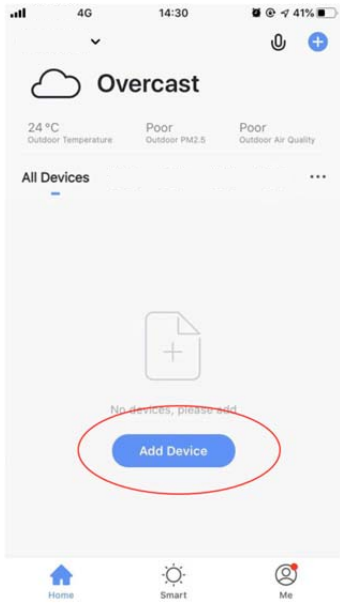 4G 14:30 41%
Overcast
24 °C Poor Poor
Outdoor Temperature Outdoor PM2.5 Outdoor Air Quality
All Devices
No devices, please add
Add Device
Home Smart Me